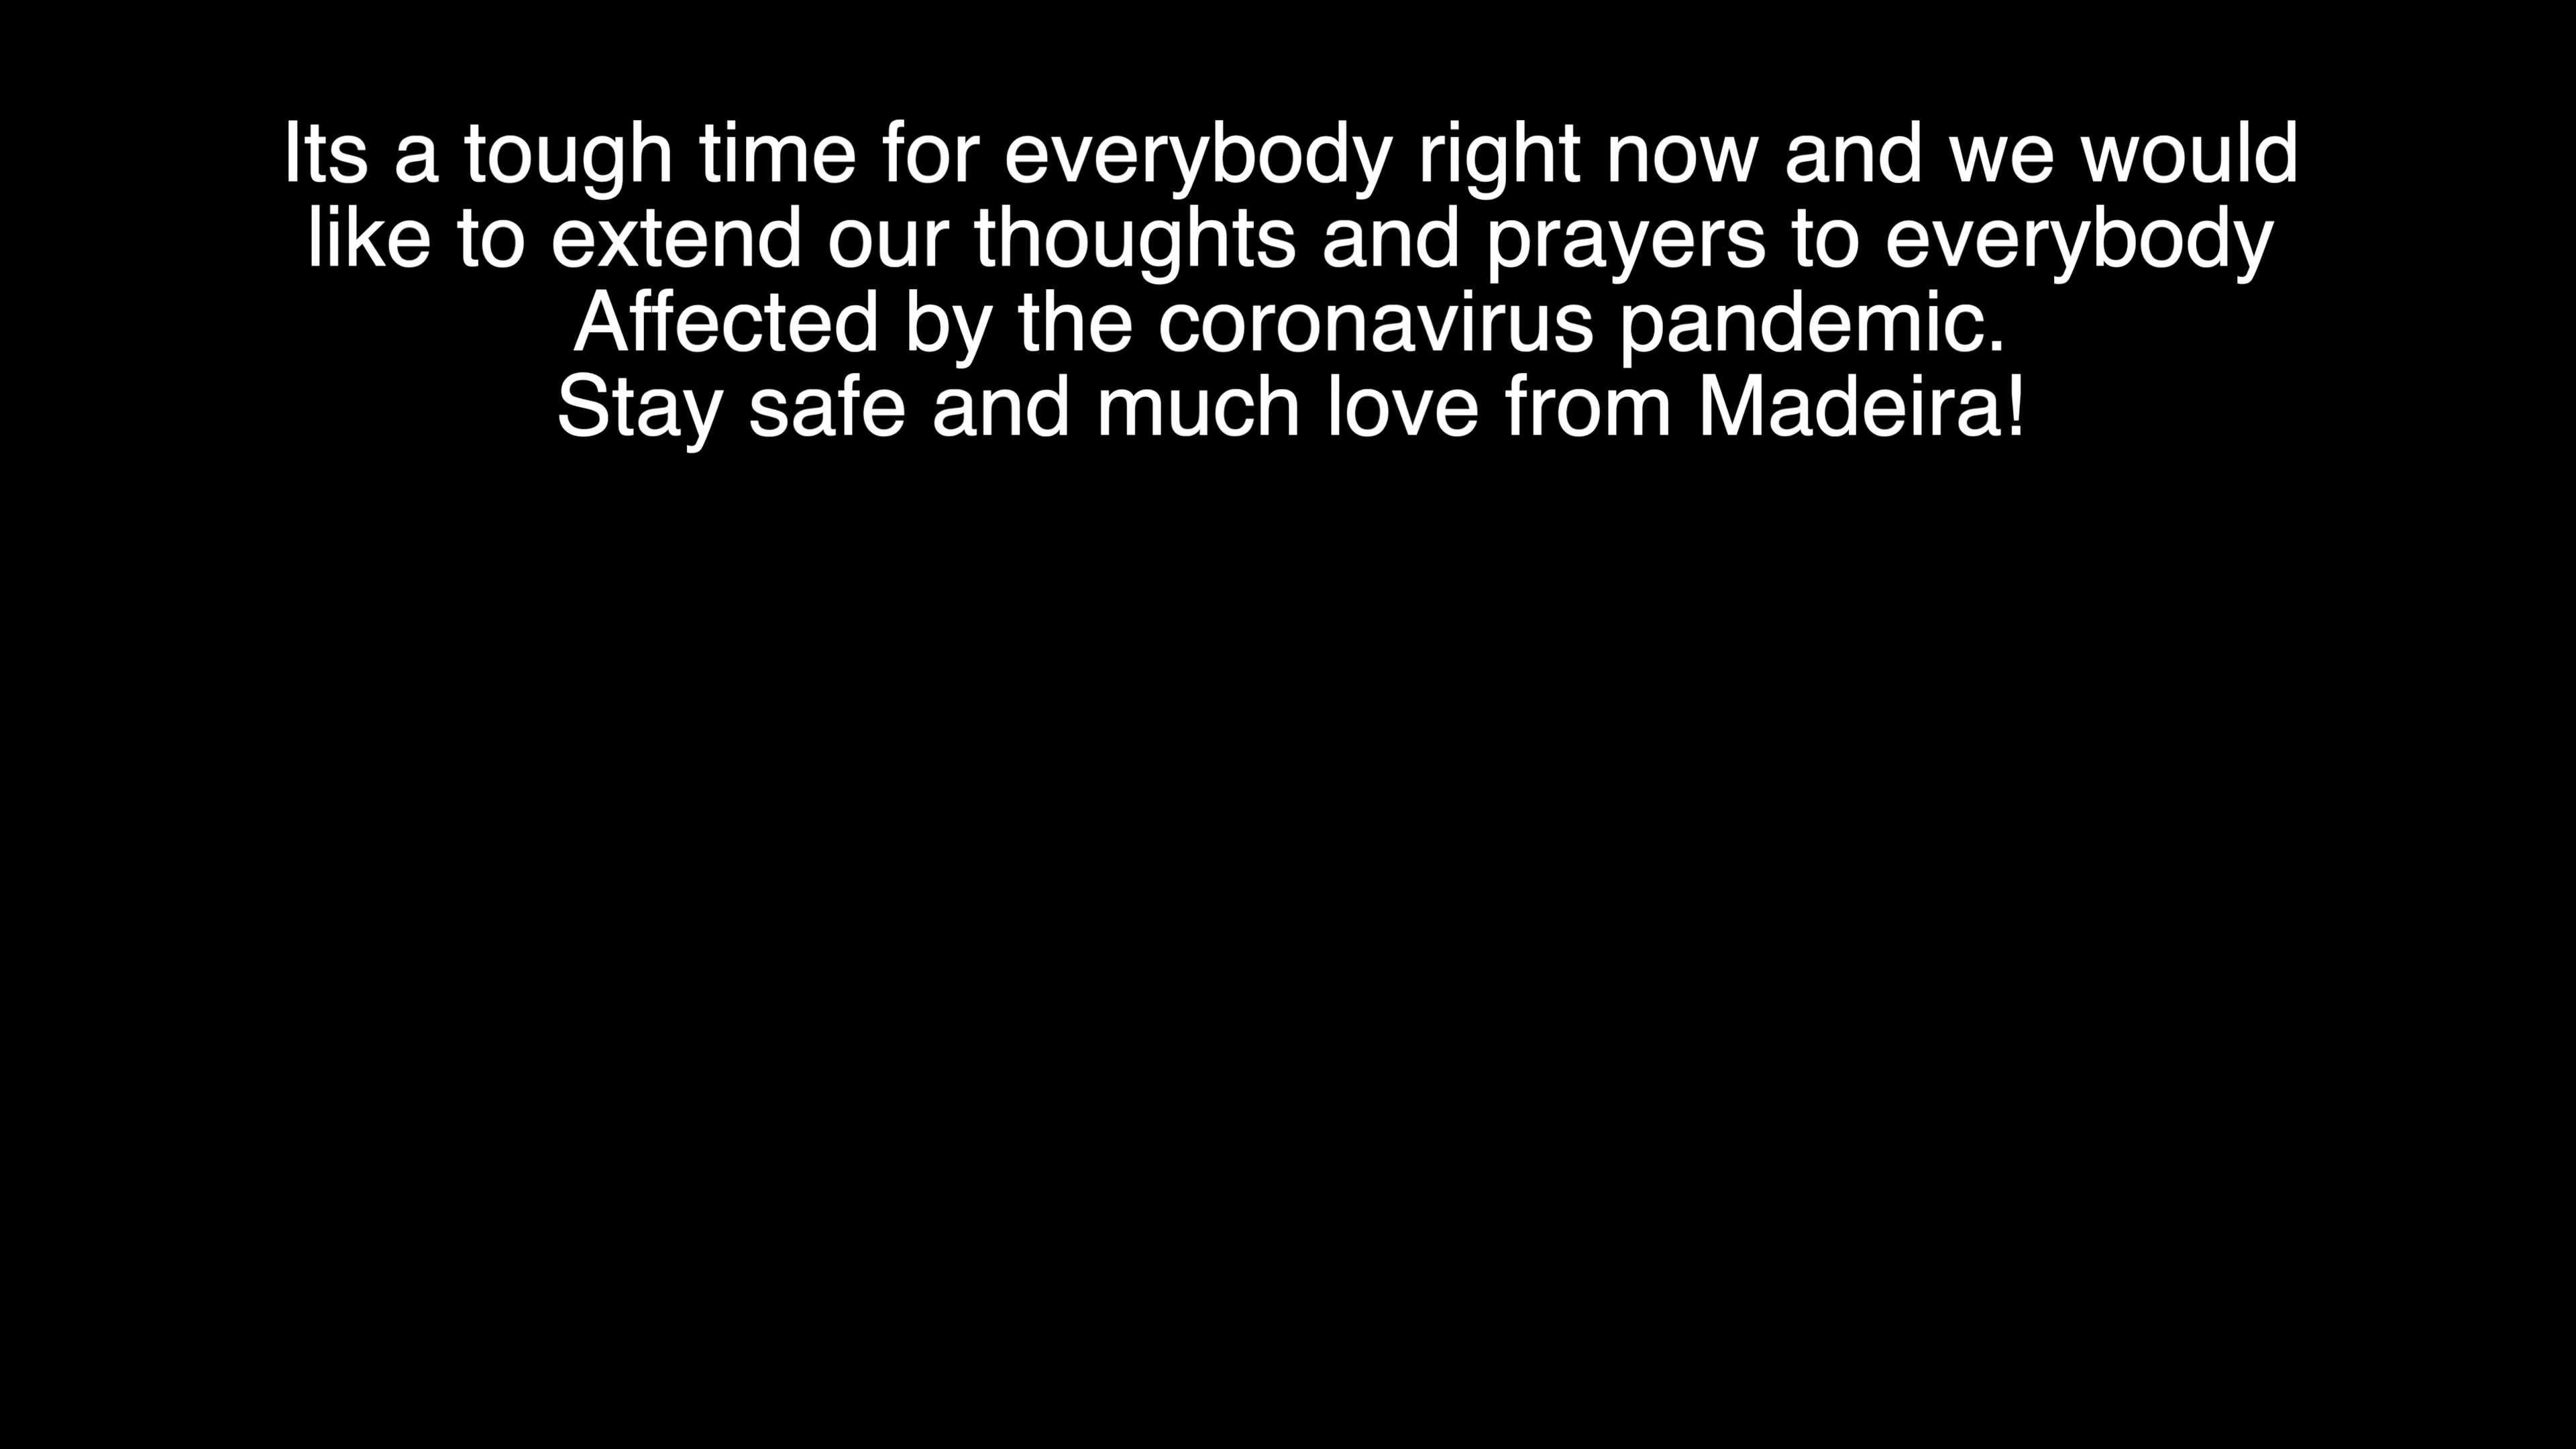 Its a tough time for everybody right now and we would
like to extend our thoughts and prayers to everybody
Affected by the coronavirus pandemic.
Stay safe and much love from Madeira!